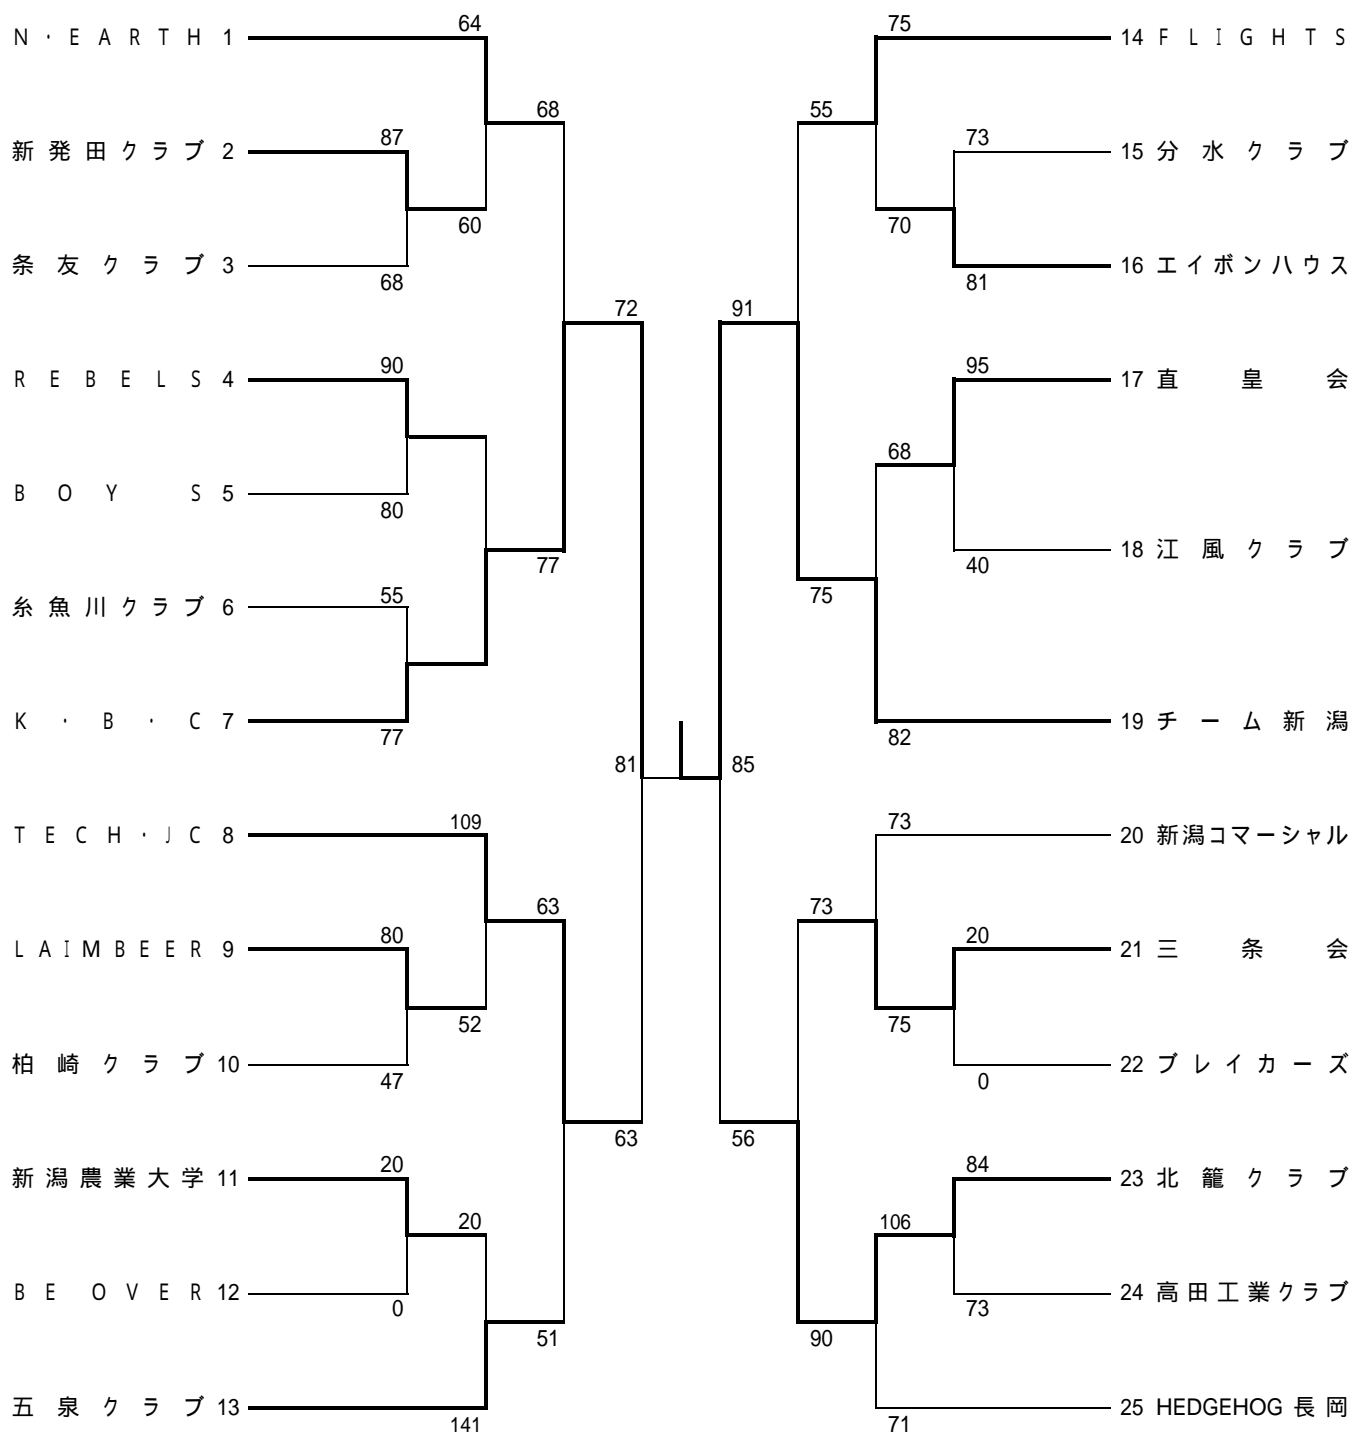 64
75
N・EARTH 1
14 FLIGHTS
68
55
87
73
新発田クラブ 2
15 分水クラブ
60
70
条友クラブ 3
16 エイボンハウス
68
81
72
91
90
95
REBELS 4
17 直皇会
68
BOYS 5
80
18 江風クラブ
77
40
55
75
糸魚川クラブ 6
K・B・C 7
19 チーム新潟
77
82
81
85
109
73
TECH・JC 8
20 新潟コマーシャル
63
73
80
20
LAIMBEER 9
21 三条会
52
75
柏崎クラブ 10
22 ブレイカーズ
47
0
63
56
20
84
新潟農業大学 11
23 北籠クラブ
20
106
BE OVER 12
24 高田工業クラブ
0
73
51
90
五泉クラブ 13
25 HEDGEHOG 長岡
141
71